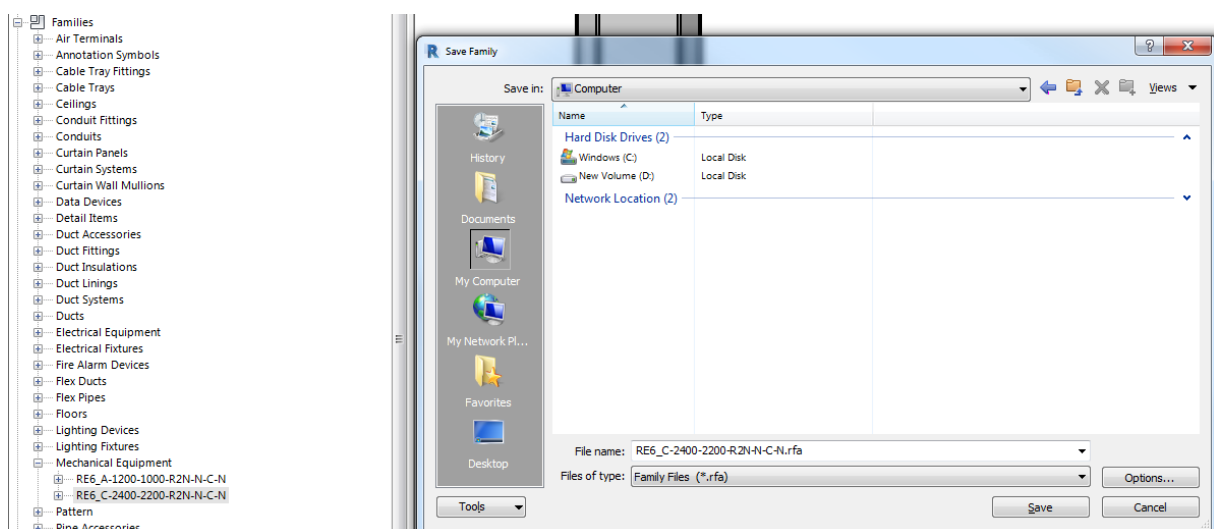 Families
Air Terminals
Annotation Symbols
Cable Tray Fittings
Cable Trays
Ceilings
Conduit Fittings
Conduits
Curtain Panels
Curtain Systems
Curtain Wall Mullions
Data Devices
Detail Items
Duct Accessories
Duct Fittings
Duct Insulations
Duct Linings
Duct Systems
Ducts
Electrical Equipment
Electrical Fixtures
Fire Alarm Devices
Flex Ducts
Flex Pipes
Floors
Lighting Devices
Lighting Fixtures
Mechanical Equipment
RE6_A-1200-1000-R2N-N-C-N
RE6_C-2400-2200-R2N-N-C-N
Pattern
Pipe Accessories
R Save Family
Save in: Computer Views
History
Documents
My Computer
My Network Pl...
Favorites
Desktop
Name Type
Hard Disk Drives (2)
Windows (C:) Local Disk
New Volume (D:) Local Disk
Network Location (2)
File name: RE6_C-2400-2200-R2N-N-C-N.rfa
Files of type: Family Files (*.rfa) Options...
Tools Save Cancel